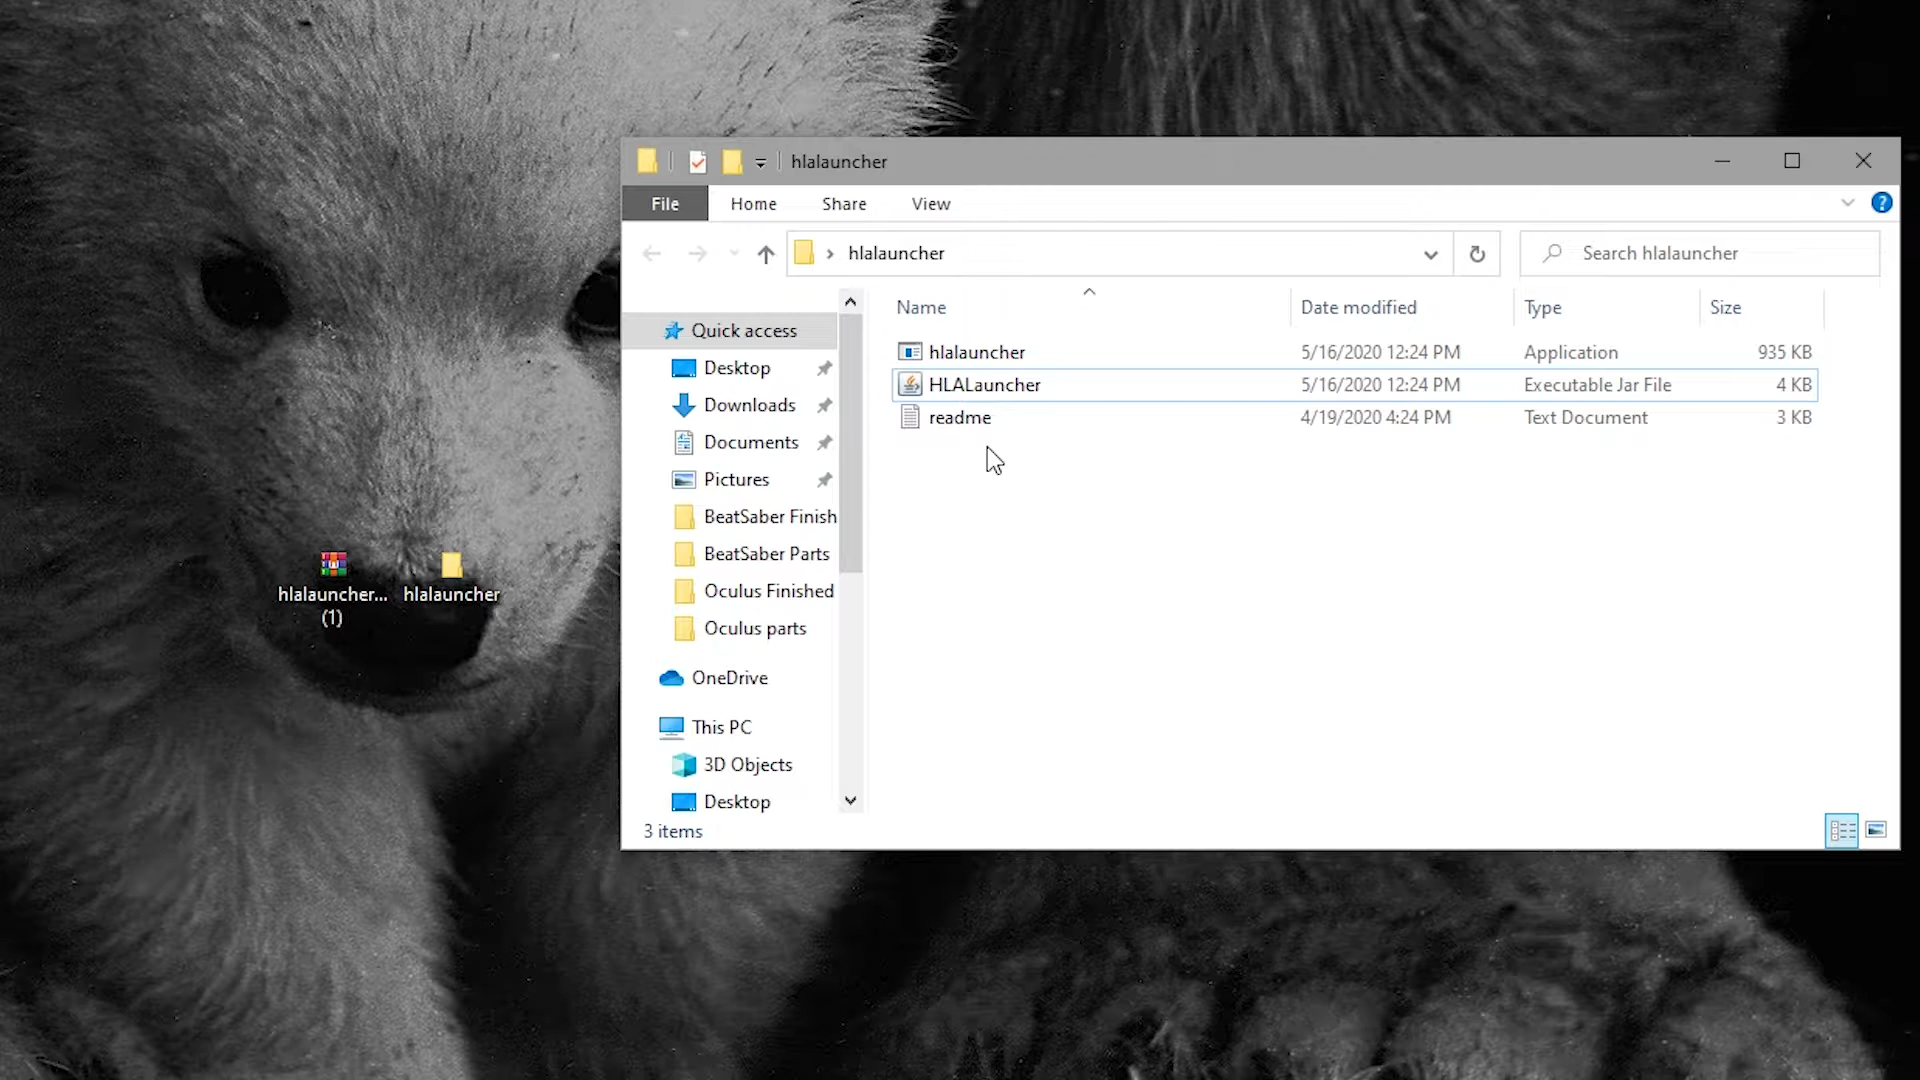 hlalauncher
File Home Share View
hlalauncher Search hlalauncher
Name Date modified Type Size
Quick access
hlalauncher 5/16/2020 12:24 PM Application 935 KB
Desktop
HLALauncher 5/16/2020 12:24 PM Executable Jar File 4 KB
Downloads
readme 4/19/2020 4:24 PM Text Document 3 KB
Documents
Pictures
BeatSaber Finish
BeatSaber Parts
Oculus Finished
Oculus parts
OneDrive
This PC
3D Objects
Desktop
3 items
hlalauncher... hlalauncher
(1)